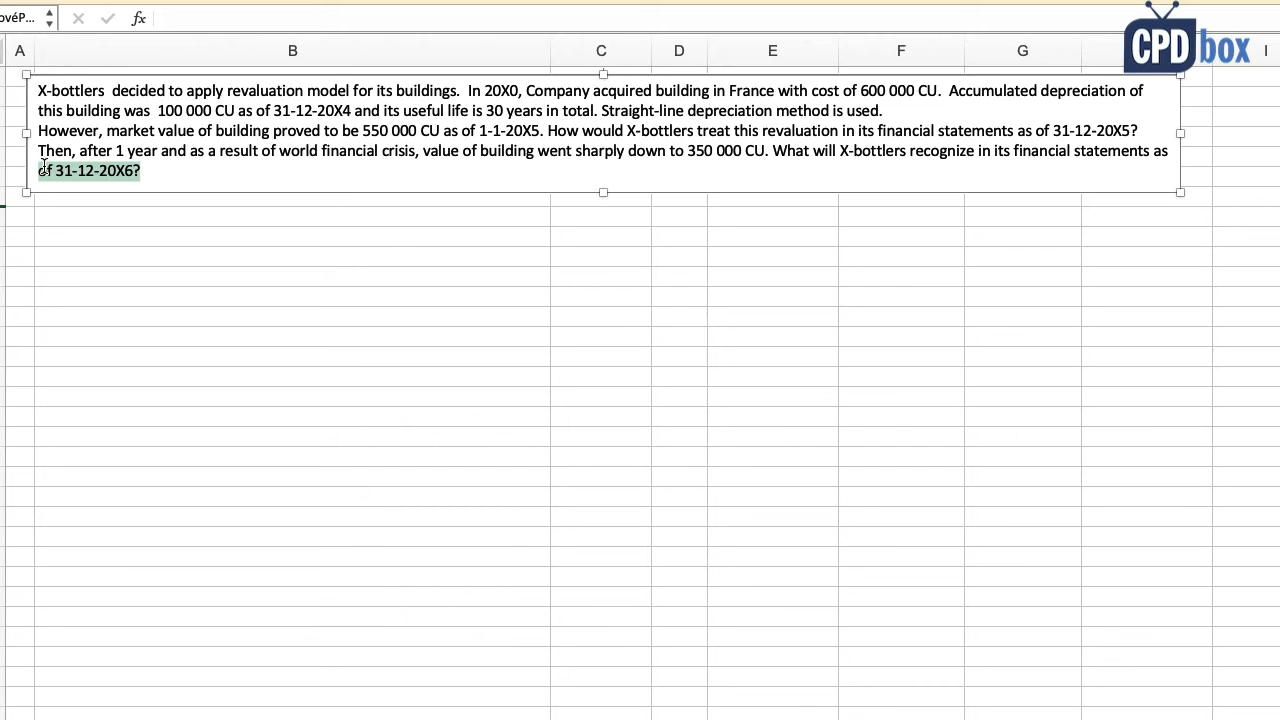 ovéP...
fx
A B C D E F G I
CPD box
X-bottlers decided to apply revaluation model for its buildings. In 20X0, Company acquired building in France with cost of 600 000 CU. Accumulated depreciation of
this building was 100 000 CU as of 31-12-20X4 and its useful life is 30 years in total. Straight-line depreciation method is used.
However, market value of building proved to be 550 000 CU as of 1-1-20X5. How would X-bottlers treat this revaluation in its financial statements as of 31-12-20X5?
Then, after 1 year and as a result of world financial crisis, value of building went sharply down to 350 000 CU. What will X-bottlers recognize in its financial statements as
of 31-12-20X6?